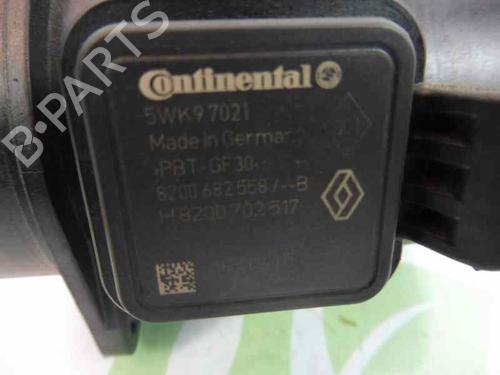 B-PARTS
Continental
5WK9 7021
Made in Germany
>PBT-GF30<
8200 682 558 / --B
H 8200 702 517